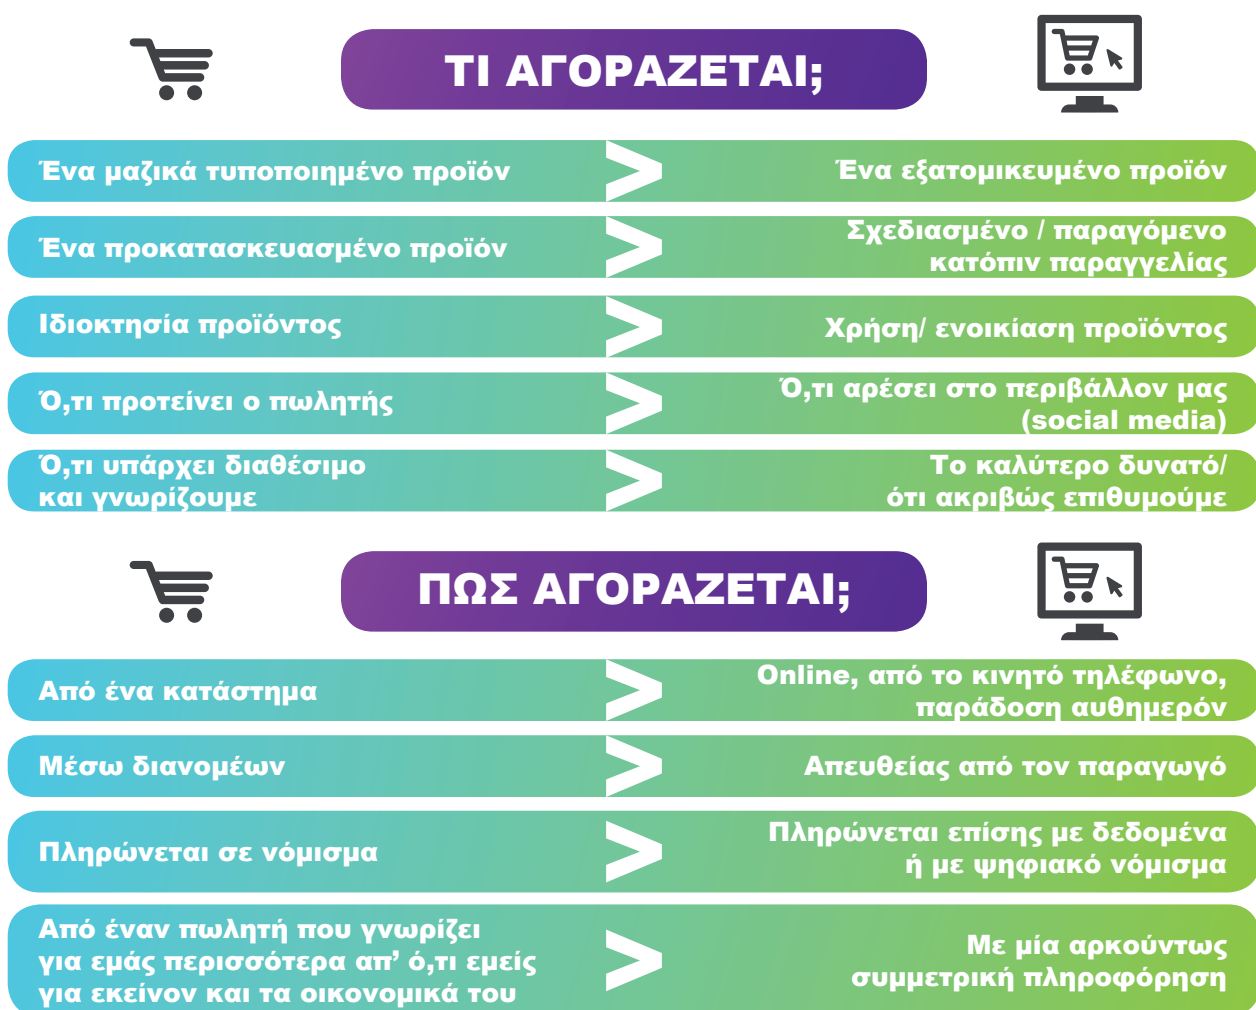 ΤΙ ΑΓΟΡΑΖΕΤΑΙ;
Ένα μαζικά τυποποιημένο προϊόν
Ένα εξατομικευμένο προϊόν
Ένα προκατασκευασμένο προϊόν
Σχεδιασμένο / παραγόμενο
κατόπιν παραγγελίας
Ιδιοκτησία προϊόντος
Χρήση/ ενοικίαση προϊόντος
Ό,τι προτείνει ο πωλητής
Ό,τι αρέσει στο περιβάλλον μας
(social media)
Ό,τι υπάρχει διαθέσιμο
και γνωρίζουμε
Το καλύτερο δυνατό/
ότι ακριβώς επιθυμούμε
ΠΩΣ ΑΓΟΡΑΖΕΤΑΙ;
Από ένα κατάστημα
Online, από το κινητό τηλέφωνο,
παράδοση αυθημερόν
Μέσω διανομέων
Απευθείας από τον παραγωγό
Πληρώνεται σε νόμισμα
Πληρώνεται επίσης με δεδομένα
ή με ψηφιακό νόμισμα
Από έναν πωλητή που γνωρίζει
για εμάς περισσότερα απ’ ό,τι εμείς
για εκείνον και τα οικονομικά του
Με μία αρκούντως
συμμετρική πληροφόρηση